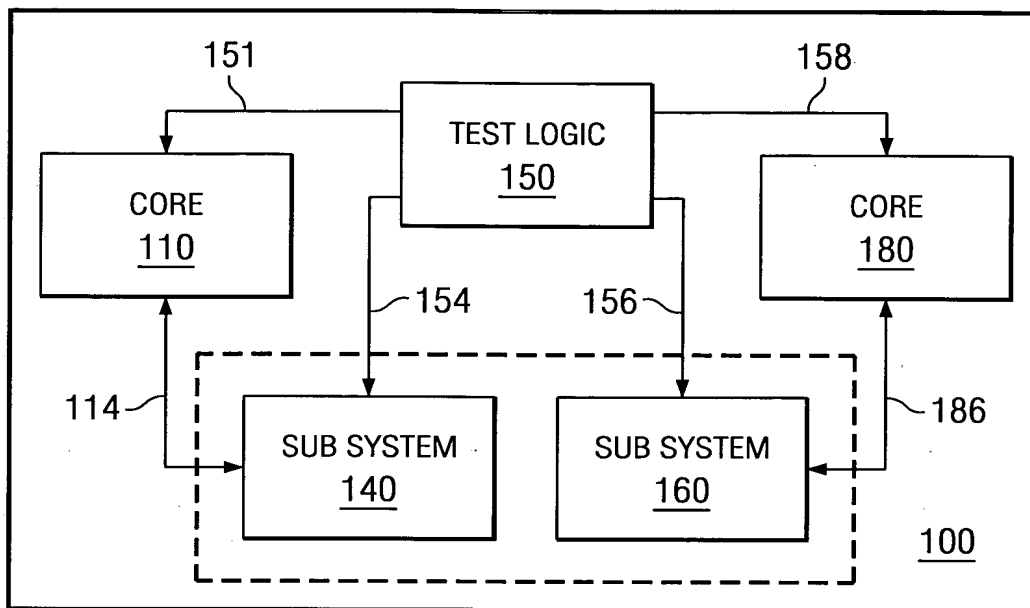 151
158
TEST LOGIC
150
CORE
110
CORE
180
154
156
114
186
SUB SYSTEM
140
SUB SYSTEM
160
100